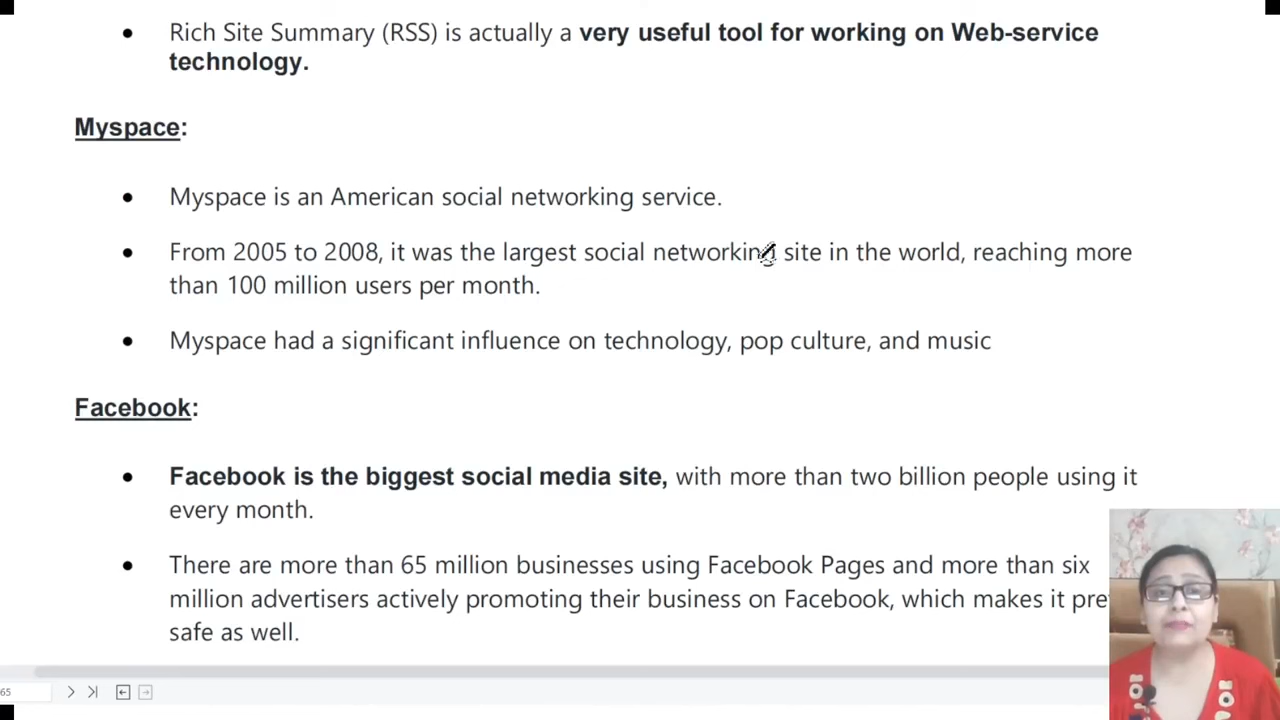 Rich Site Summary (RSS) is actually a very useful tool for working on Web-service
technology.
Myspace:
Myspace is an American social networking service.
From 2005 to 2008, it was the largest social networking site in the world, reaching more
than 100 million users per month.
Myspace had a significant influence on technology, pop culture, and music
Facebook:
Facebook is the biggest social media site, with more than two billion people using it
every month.
There are more than 65 million businesses using Facebook Pages and more than six
million advertisers actively promoting their business on Facebook, which makes it
safe as well.
65